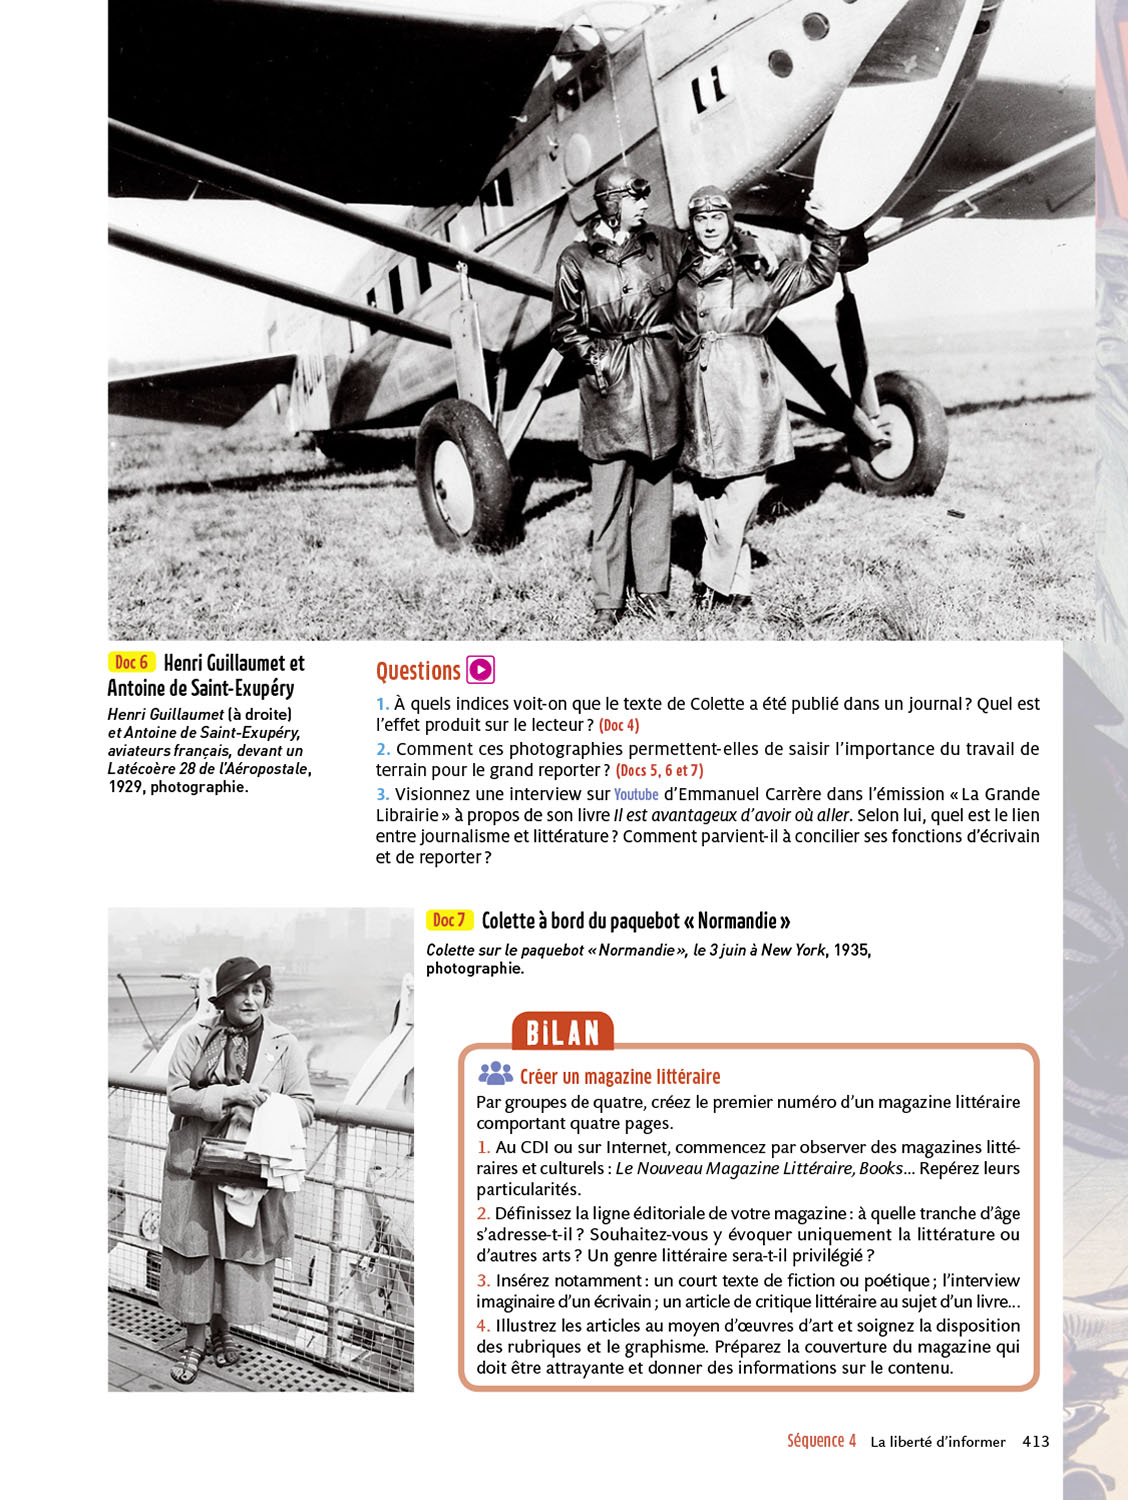 Doc 6 Henri Guillaumet et
Antoine de Saint-Exupéry
Henri Guillaumet (à droite)
et Antoine de Saint-Exupéry,
aviateurs français, devant un
Latécoère 28 de l'Aéropostale,
1929, photographie.
Questions
1. À quels indices voit-on que le texte de Colette a été publié dans un journal ? Quel est
l'effet produit sur le lecteur ? (Doc 4)
2. Comment ces photographies permettent-elles de saisir l'importance du travail de
terrain pour le grand reporter ? (Docs 5, 6 et 7)
3. Visionnez une interview sur Youtube d'Emmanuel Carrère dans l'émission « La Grande
Librairie » à propos de son livre Il est avantageux d'avoir où aller. Selon lui, quel est le lien
entre journalisme et littérature ? Comment parvient-il à concilier ses fonctions d'écrivain
et de reporter ?
Doc 7 Colette à bord du paquebot « Normandie »
Colette sur le paquebot « Normandie », le 3 juin à New York, 1935,
photographie.
BiLAN
Créer un magazine littéraire
Par groupes de quatre, créez le premier numéro d'un magazine littéraire
comportant quatre pages.
1. Au CDI ou sur Internet, commencez par observer des magazines litté-
raires et culturels : Le Nouveau Magazine Littéraire, Books... Repérez leurs
particularités.
2. Définissez la ligne éditoriale de votre magazine : à quelle tranche d'âge
s'adresse-t-il ? Souhaitez-vous y évoquer uniquement la littérature ou
d'autres arts ? Un genre littéraire sera-t-il privilégié ?
3. Insérez notamment : un court texte de fiction ou poétique ; l'interview
imaginaire d'un écrivain ; un article de critique littéraire au sujet d'un livre...
4. Illustrez les articles au moyen d'œuvres d'art et soignez la disposition
des rubriques et le graphisme. Préparez la couverture du magazine qui
doit être attrayante et donner des informations sur le contenu.
Séquence 4 La liberté d'informer 413